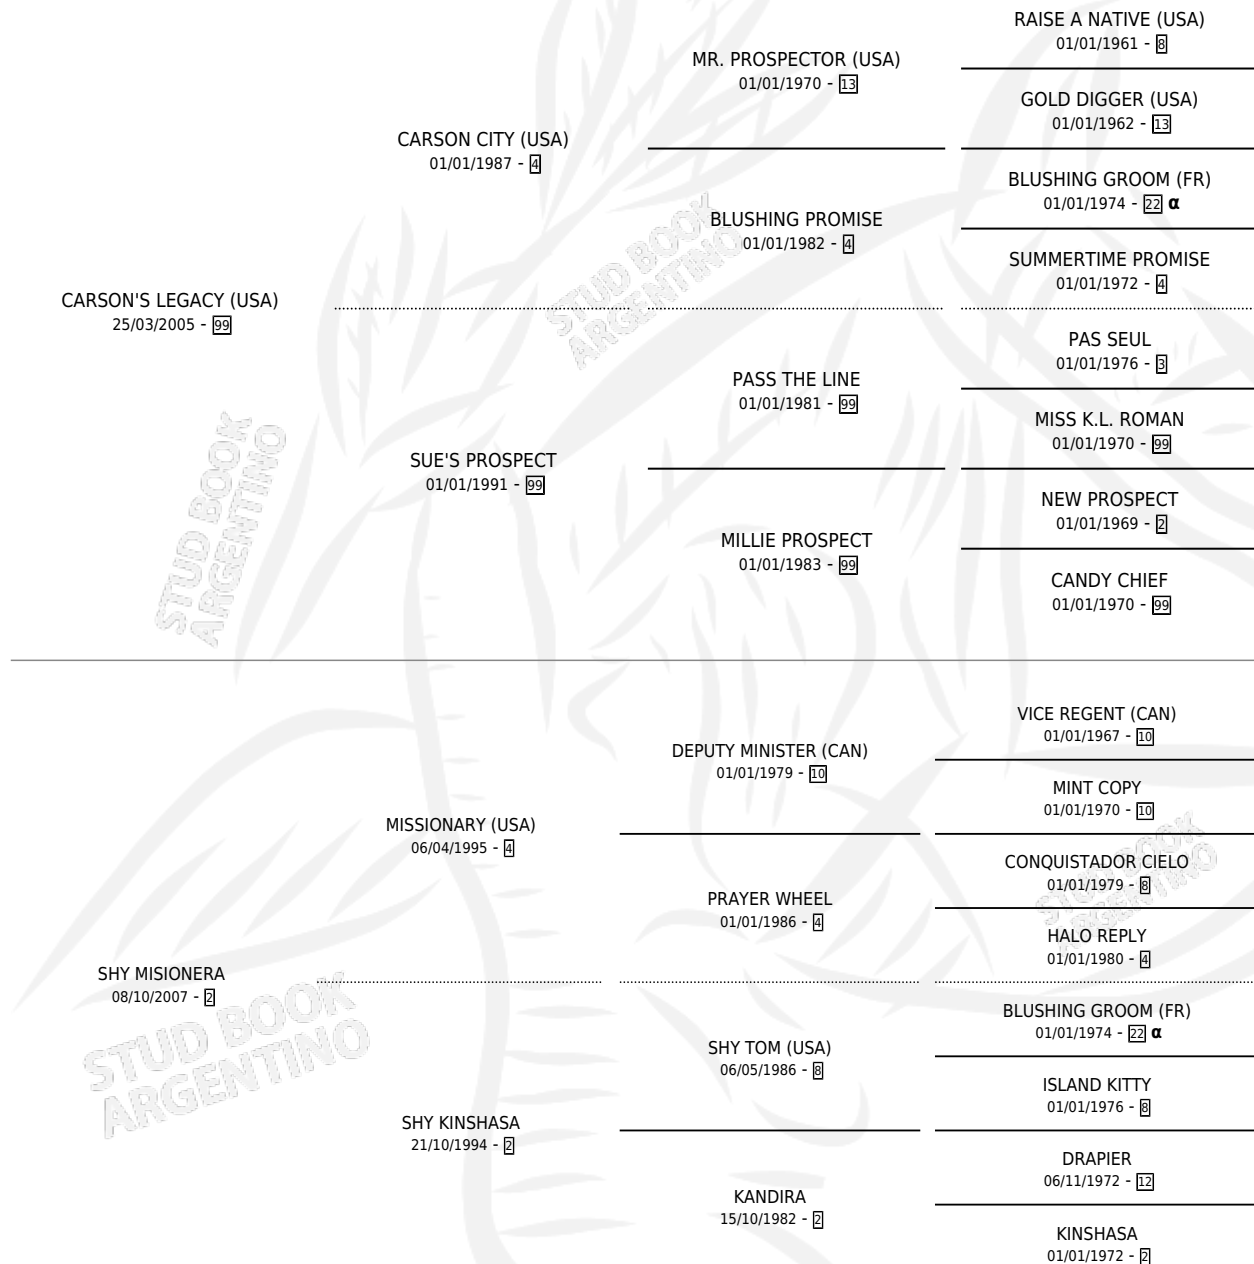 RAISE A NATIVE (USA)
01/01/1961 - 8
MR. PROSPECTOR (USA)
01/01/1970 - 13
GOLD DIGGER (USA)
01/01/1962 - 13
CARSON CITY (USA)
01/01/1987 - 4
BLUSHING GROOM (FR)
01/01/1974 - 22 α
BLUSHING PROMISE
01/01/1982 - 4
SUMMERTIME PROMISE
01/01/1972 - 4
CARSON'S LEGACY (USA)
25/03/2005 - 99
PAS SEUL
01/01/1976 - 3
PASS THE LINE
01/01/1981 - 99
MISS K.L. ROMAN
01/01/1970 - 99
SUE'S PROSPECT
01/01/1991 - 99
NEW PROSPECT
01/01/1969 - 2
MILLIE PROSPECT
01/01/1983 - 99
CANDY CHIEF
01/01/1970 - 99
VICE REGENT (CAN)
01/01/1967 - 10
DEPUTY MINISTER (CAN)
01/01/1979 - 10
MINT COPY
01/01/1970 - 10
MISSIONARY (USA)
06/04/1995 - 4
CONQUISTADOR CIELO
01/01/1979 - 8
PRAYER WHEEL
01/01/1986 - 4
HALO REPLY
01/01/1980 - 4
SHY MISIONERA
08/10/2007 - 2
BLUSHING GROOM (FR)
01/01/1974 - 22 α
SHY TOM (USA)
06/05/1986 - 8
ISLAND KITTY
01/01/1976 - 8
SHY KINSHASA
21/10/1994 - 2
DRAPIER
06/11/1972 - 12
KANDIRA
15/10/1982 - 2
KINSHASA
01/01/1972 - 2
STUD BOOK
ARGENTINO
STUD BOOK
ARGENTINO
STUD BOOK
ARGENTINO
STUD BOOK
ARGENTINO